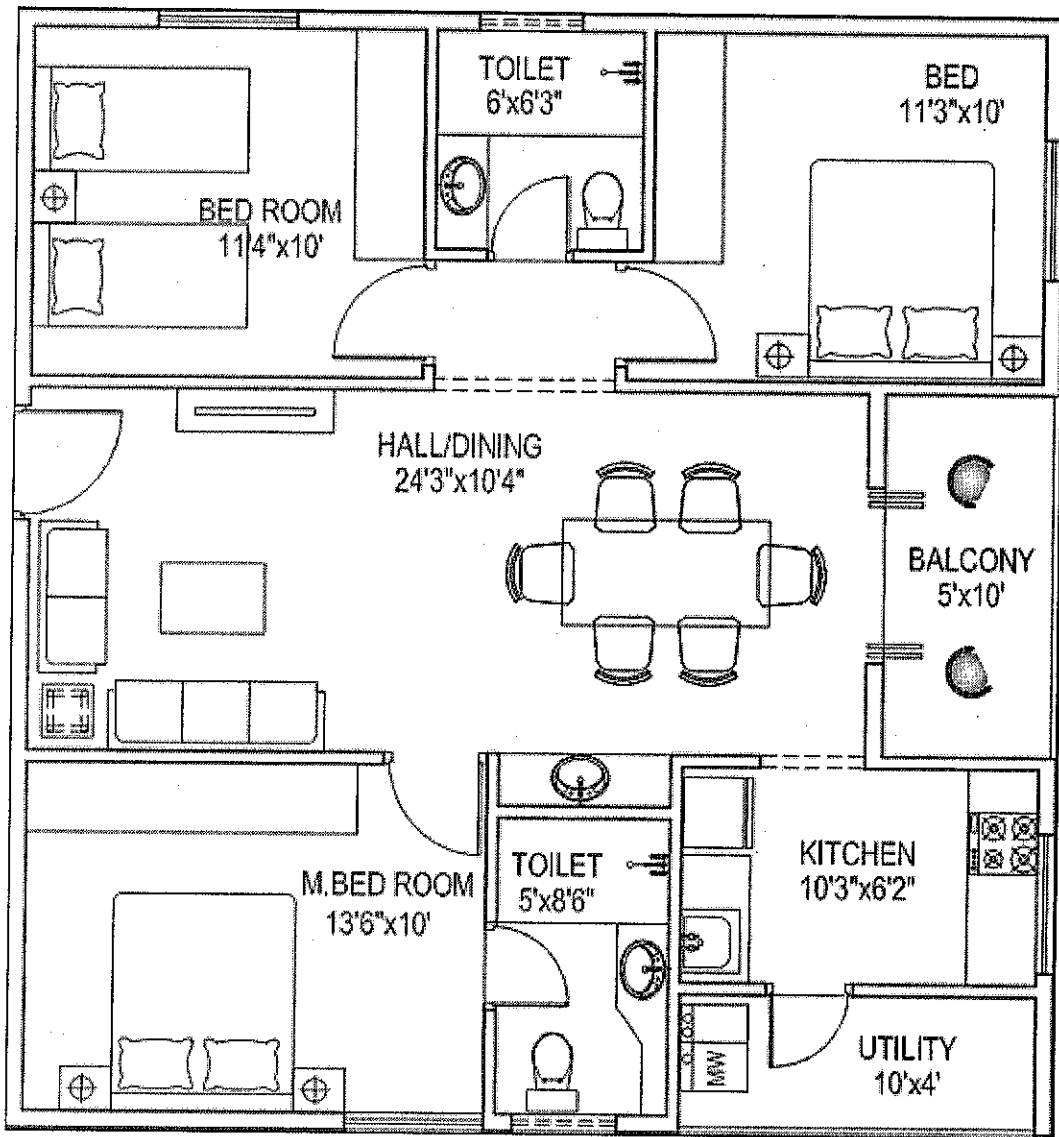 TOILET
6'x6'3"
BED
11'3"x10'
BED ROOM
11'4"x10'
HALL/DINING
24'3"x10'4"
BALCONY
5'x10'
M.BED ROOM
13'6"x10'
TOILET
5'x8'6"
KITCHEN
10'3"x6'2"
UTILITY
10'x4'
MW